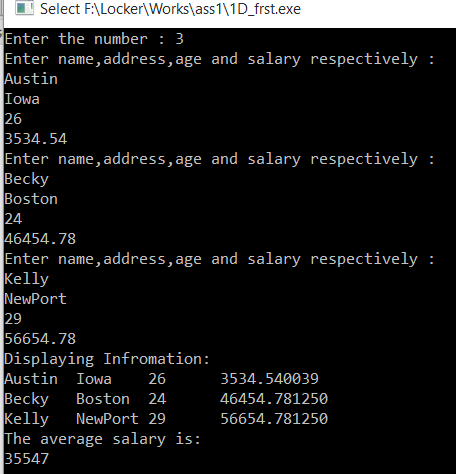 Select F:\Locker\Works\ass1\1D_frst.exe
Enter the number : 3
Enter name,address,age and salary respectively :
Austin
Iowa
26
3534.54
Enter name,address,age and salary respectively :
Becky
Boston
24
46454.78
Enter name,address,age and salary respectively :
Kelly
NewPort
29
56654.78
Displaying Infromation:
Austin  Iowa    26      3534.540039
Becky   Boston  24      46454.781250
Kelly   NewPort 29      56654.781250
The average salary is:
35547